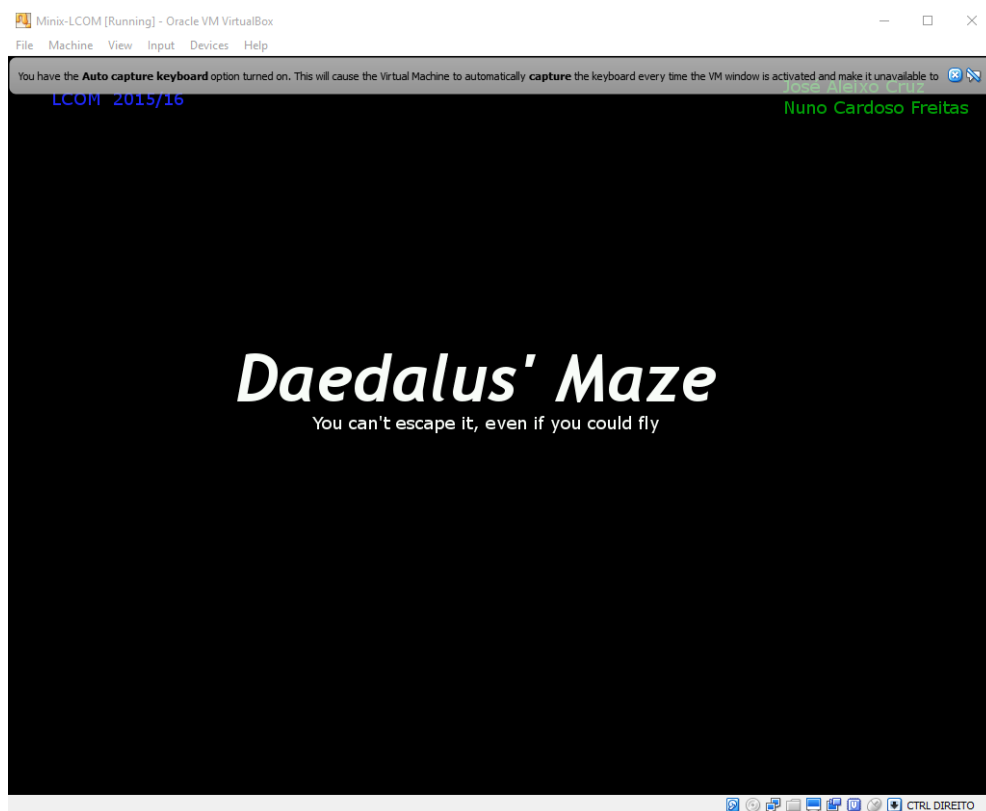 Minix-LCOM [Running] - Oracle VM VirtualBox
File Machine View Input Devices Help
You have the Auto capture keyboard option turned on. This will cause the Virtual Machine to automatically capture the keyboard every time the VM window is activated and make it unavailable to
LCOM 2015/16
José Aleixo Cruz
Nuno Cardoso Freitas
Daedalus' Maze
You can't escape it, even if you could fly
CTRL DIREITO